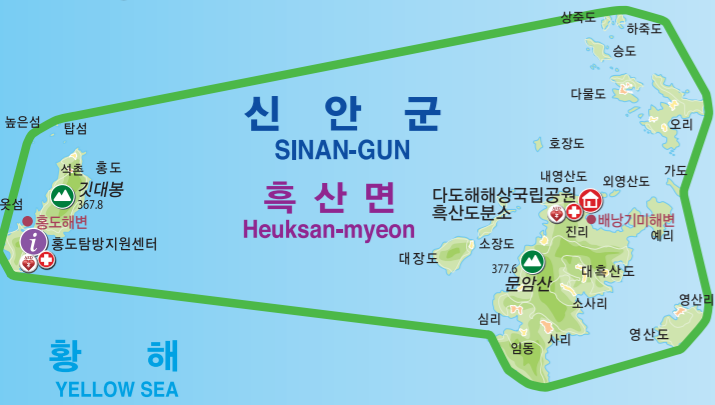 상죽도
하죽도
승도
다물도
오리
호장도
높은섬
탑섬
석촌
홍도
깃대봉
367.8
홍도해변
홍도탐방지원센터
신 안 군
SINAN-GUN
흑 산 면
Heuksan-myeon
가도
내영산도
외영산도
다도해해상국립공원
흑산도분소
배낭기미해변
진리
예리
소장도
대장도
377.6
문암산
대흑산도
소사리
심리
사리
임동
영산리
영산도
황 해
YELLOW SEA